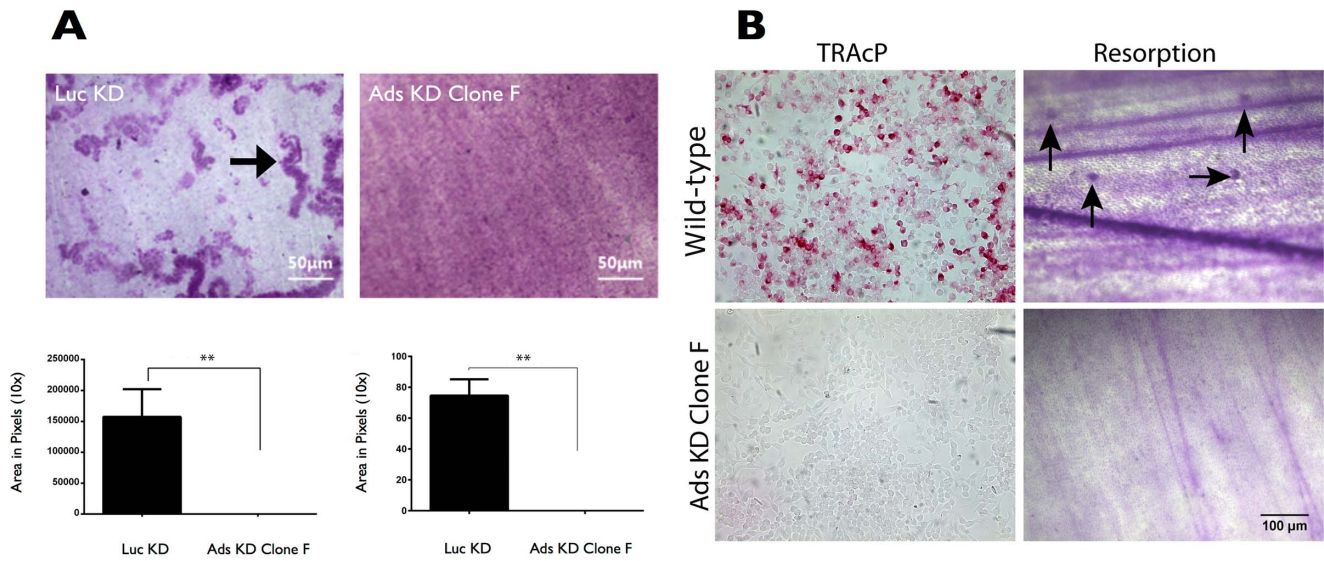 A
Luc KD
50µm
Ads KD Clone F
50µm
Area in Pixels (10x)
250000
200000
150000
100000
50000
0
**
Luc KD
Ads KD Clone F
Area in Pixels (10x)
100
80
60
40
20
0
**
Luc KD
Ads KD Clone F
B
TRAcP
Resorption
Wild-type
Ads KD Clone F
100 µm